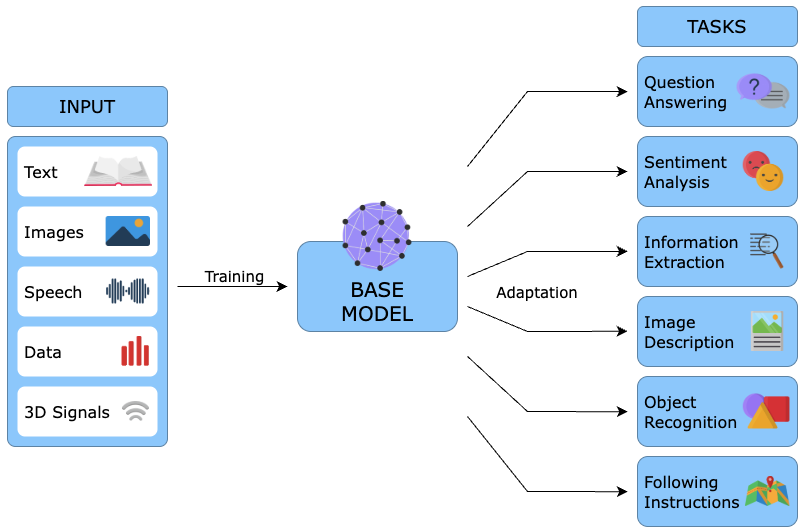 INPUT
Text
Images
Speech
Data
3D Signals
Training
BASE
MODEL
Adaptation
TASKS
Question
Answering
?
Sentiment
Analysis
Information
Extraction
Image
Description
Object
Recognition
Following
Instructions